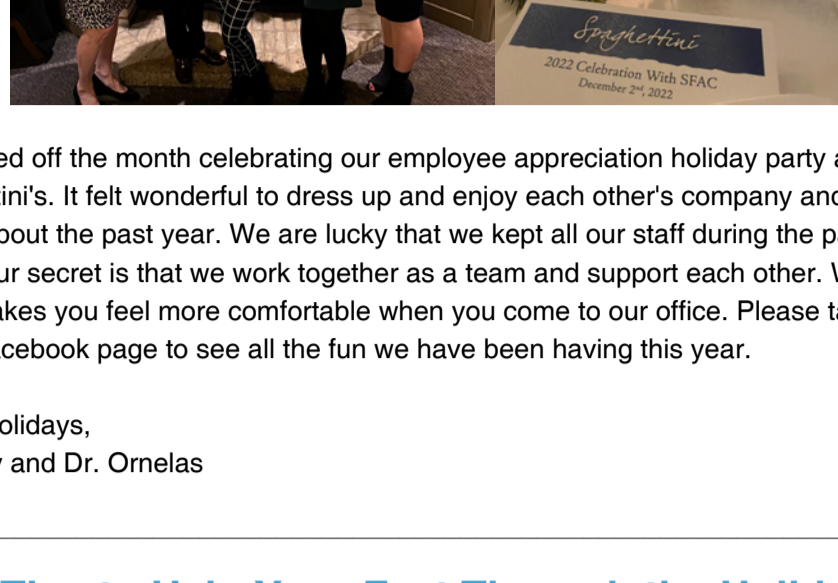 Spaghettini
2022 Celebration With SFAC
December 2nd, 2022
ed off the month celebrating our employee appreciation holiday party a
ini's. It felt wonderful to dress up and enjoy each other's company and
bout the past year. We are lucky that we kept all our staff during the pa
ur secret is that we work together as a team and support each other. W
akes you feel more comfortable when you come to our office. Please ta
cebook page to see all the fun we have been having this year.
olidays,
and Dr. Ornelas